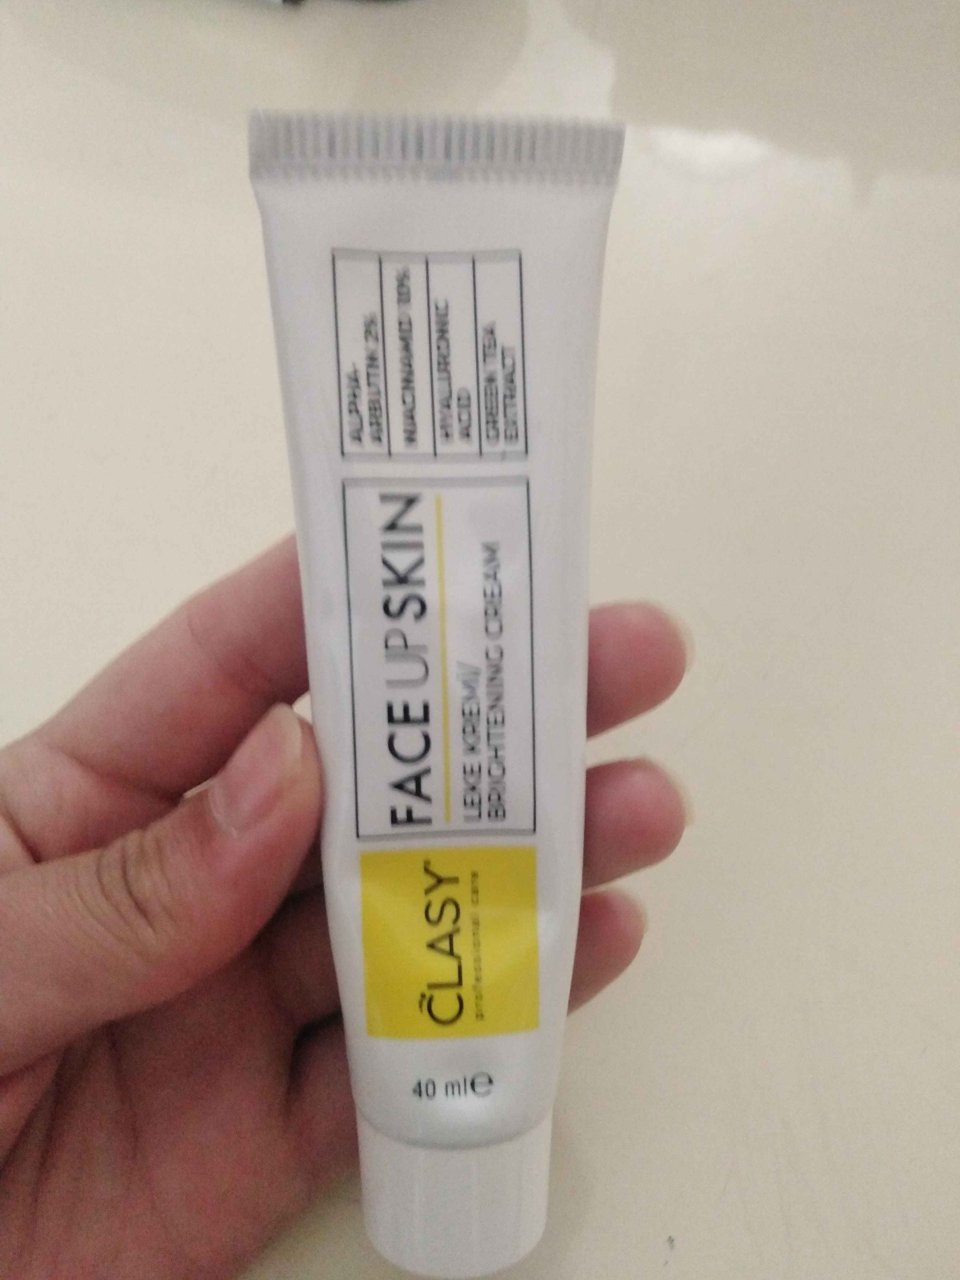 ALPHA-
ARBUTIN 2%
NIACINAMID 10%
HYALURONIC
ACID
GREEN TEA
EXTRACT
FACE UP SKIN
LEKE KREMİ/
BRIGHTENING CREAM
CLASY
professional care
40 ml e